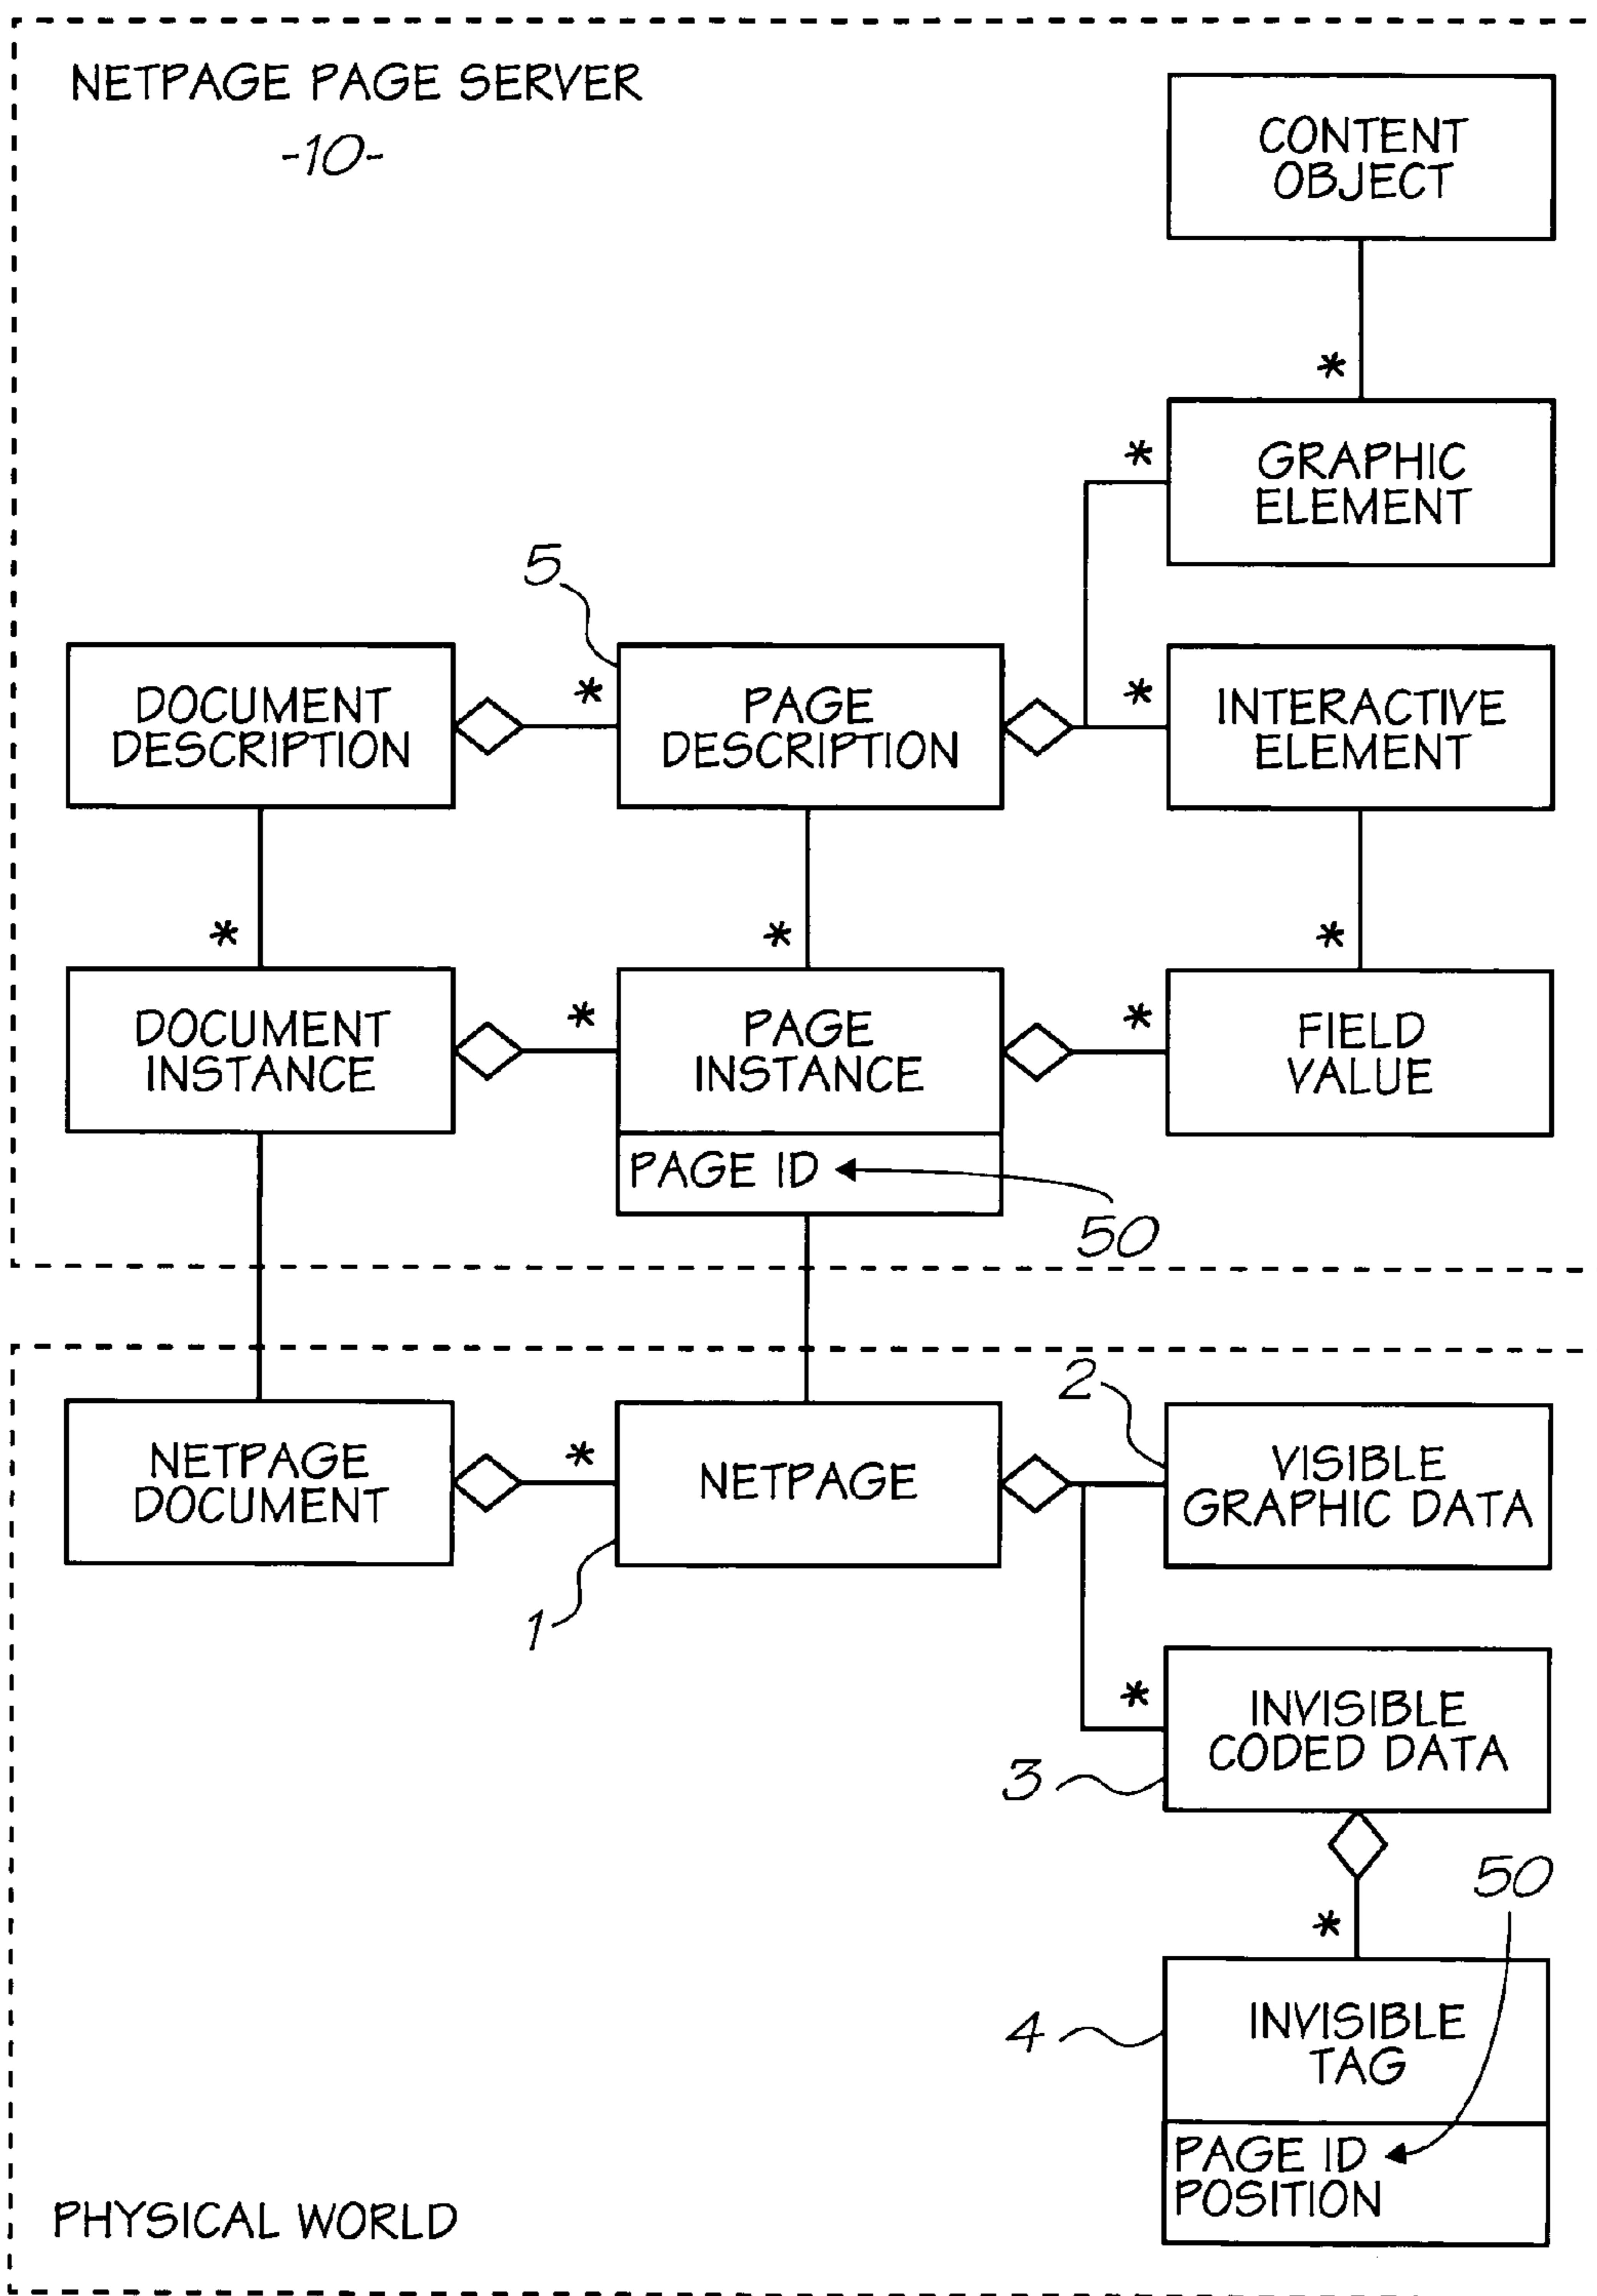 NETPAGE PAGE SERVER
-10-
CONTENT
OBJECT
*
*
GRAPHIC
ELEMENT
5
DOCUMENT
DESCRIPTION
*
PAGE
DESCRIPTION
*
INTERACTIVE
ELEMENT
*
*
*
DOCUMENT
INSTANCE
*
PAGE
INSTANCE
*
FIELD
VALUE
PAGE ID
50
NETPAGE
DOCUMENT
*
NETPAGE
1
2
VISIBLE
GRAPHIC DATA
*
INVISIBLE
CODED DATA
3
50
*
4
INVISIBLE
TAG
PAGE ID
POSITION
PHYSICAL WORLD